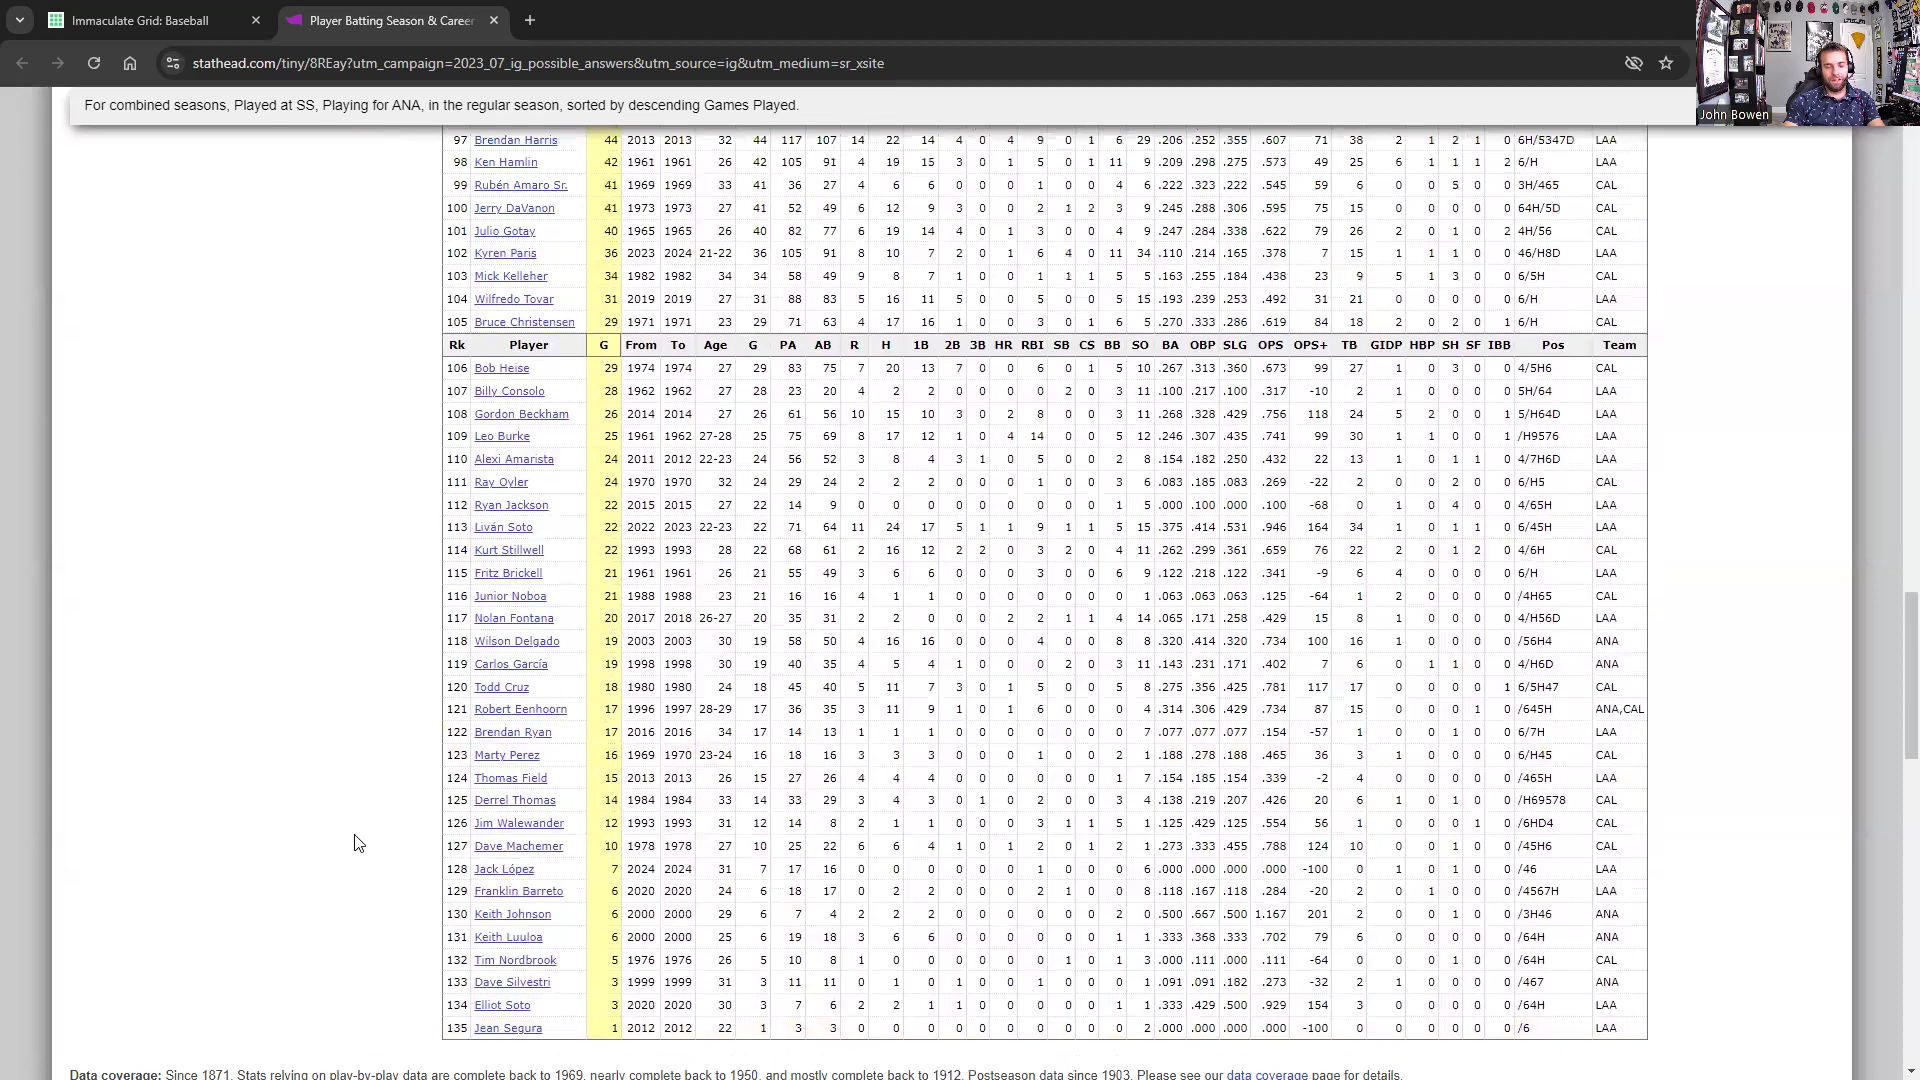 Immaculate Grid: Baseball
Player Batting Season & Career
stathead.com/tiny/8REay?utm_campaign=2023_07_ig_possible_answers&utm_source=ig&utm_medium=sr_xsite
John Bowen
For combined seasons, Played at SS, Playing for ANA, in the regular season, sorted by descending Games Played.
97 Brendan Harris 44 2013 2013 32 44 117 107 14 22 14 4 0 4 9 0 1 6 29 .206 .252 .355 .607 71 38 2 1 2 1 0 6H/5347D LAA
98 Ken Hamlin 42 1961 1961 26 42 105 91 4 19 15 3 0 1 5 0 1 11 9 .209 .298 .275 .573 49 25 6 1 1 1 2 6/H LAA
99 Rubén Amaro Sr. 41 1969 1969 33 41 36 27 4 6 6 0 0 0 1 0 0 4 6 .222 .323 .222 .545 59 6 0 0 5 0 0 3H/465 CAL
100 Jerry DaVanon 41 1973 1973 27 41 52 49 6 12 9 3 0 0 2 1 2 3 9 .245 .288 .306 .595 75 15 0 0 0 0 0 64H/5D CAL
101 Julio Gotay 40 1965 1965 26 40 82 77 6 19 14 4 0 1 3 0 0 4 9 .247 .284 .338 .622 79 26 2 0 1 0 2 4H/56 CAL
102 Kyren Paris 36 2023 2024 21-22 36 105 91 8 10 7 2 0 1 6 4 0 11 34 .110 .214 .165 .378 7 15 1 1 1 1 0 46/H8D LAA
103 Mick Kelleher 34 1982 1982 34 34 58 49 9 8 7 1 0 0 1 1 1 5 5 .163 .255 .184 .438 23 9 5 1 3 0 0 6/5H CAL
104 Wilfredo Tovar 31 2019 2019 27 31 88 83 5 16 11 5 0 0 5 0 0 5 15 .193 .239 .253 .492 31 21 0 0 0 0 0 6/H LAA
105 Bruce Christensen 29 1971 1971 23 29 71 63 4 17 16 1 0 0 3 0 1 6 5 .270 .333 .286 .619 84 18 2 0 2 0 1 6/H CAL
Rk Player G From To Age G PA AB R H 1B 2B 3B HR RBI SB CS BB SO BA OBP SLG OPS OPS+ TB GIDP HBP SH SF IBB Pos Team
106 Bob Heise 29 1974 1974 27 29 83 75 7 20 13 7 0 0 6 0 1 5 10 .267 .313 .360 .673 99 27 1 0 3 0 0 4/5H6 CAL
107 Billy Consolo 28 1962 1962 27 28 23 20 4 2 2 0 0 0 0 2 0 3 11 .100 .217 .100 .317 -10 2 1 0 0 0 0 5H/64 LAA
108 Gordon Beckham 26 2014 2014 27 26 61 56 10 15 10 3 0 2 8 0 0 3 11 .268 .328 .429 .756 118 24 5 2 0 0 1 5/H64D LAA
109 Leo Burke 25 1961 1962 27-28 25 75 69 8 17 12 1 0 4 14 0 0 5 12 .246 .307 .435 .741 99 30 1 1 0 0 1 /H9576 LAA
110 Alexi Amarista 24 2011 2012 22-23 24 56 52 3 8 4 3 1 0 5 0 0 2 8 .154 .182 .250 .432 22 13 1 0 1 1 0 4/7H6D LAA
111 Ray Oyler 24 1970 1970 32 24 29 24 2 2 2 0 0 0 1 0 0 3 6 .083 .185 .083 .269 -22 2 0 0 2 0 0 6/H5 CAL
112 Ryan Jackson 22 2015 2015 27 22 14 9 0 0 0 0 0 0 0 0 0 1 5 .000 .100 .000 .100 -68 0 1 0 4 0 0 4/65H LAA
113 Liván Soto 22 2022 2023 22-23 22 71 64 11 24 17 5 1 1 9 1 1 5 15 .375 .414 .531 .946 164 34 1 0 1 1 0 6/45H LAA
114 Kurt Stillwell 22 1993 1993 28 22 68 61 2 16 12 2 2 0 3 2 0 4 11 .262 .299 .361 .659 76 22 2 0 1 2 0 4/6H CAL
115 Fritz Brickell 21 1961 1961 26 21 55 49 3 6 6 0 0 0 3 0 0 6 9 .122 .218 .122 .341 -9 6 4 0 0 0 0 6/H LAA
116 Junior Noboa 21 1988 1988 23 21 16 16 4 1 1 0 0 0 0 0 0 0 1 .063 .063 .063 .125 -64 1 2 0 0 0 0 /4H65 CAL
117 Nolan Fontana 20 2017 2018 26-27 20 35 31 2 2 0 0 0 2 2 1 1 4 14 .065 .171 .258 .429 15 8 1 0 0 0 0 4/H56D LAA
118 Wilson Delgado 19 2003 2003 30 19 58 50 4 16 16 0 0 0 4 0 0 8 8 .320 .414 .320 .734 100 16 1 0 0 0 0 /56H4 ANA
119 Carlos García 19 1998 1998 30 19 40 35 4 5 4 1 0 0 0 2 0 3 11 .143 .231 .171 .402 7 6 0 1 1 0 0 4/H6D ANA
120 Todd Cruz 18 1980 1980 24 18 45 40 5 11 7 3 0 1 5 0 0 5 8 .275 .356 .425 .781 117 17 0 0 0 0 1 6/5H47 CAL
121 Robert Eenhoorn 17 1996 1997 28-29 17 36 35 3 11 9 1 0 1 6 0 0 0 4 .314 .306 .429 .734 87 15 0 0 0 1 0 /645H ANA,CAL
122 Brendan Ryan 17 2016 2016 34 17 14 13 1 1 1 0 0 0 0 0 0 0 7 .077 .077 .077 .154 -57 1 0 0 1 0 0 6/7H LAA
123 Marty Perez 16 1969 1970 23-24 16 18 16 3 3 3 0 0 0 1 0 0 2 1 .188 .278 .188 .465 36 3 1 0 0 0 0 6/H45 CAL
124 Thomas Field 15 2013 2013 26 15 27 26 4 4 4 0 0 0 0 0 0 1 7 .154 .185 .154 .339 -2 4 0 0 0 0 0 /465H LAA
125 Derrel Thomas 14 1984 1984 33 14 33 29 3 4 3 0 1 0 2 0 0 3 4 .138 .219 .207 .426 20 6 1 0 1 0 0 /H69578 CAL
126 Jim Walewander 12 1993 1993 31 12 14 8 2 1 1 0 0 0 3 1 1 5 1 .125 .429 .125 .554 56 1 0 0 0 1 0 /6HD4 CAL
127 Dave Machemer 10 1978 1978 27 10 25 22 6 6 4 1 0 1 2 0 1 2 1 .273 .333 .455 .788 124 10 0 0 1 0 0 /45H6 CAL
128 Jack López 7 2024 2024 31 7 17 16 0 0 0 0 0 0 1 0 0 0 6 .000 .000 .000 .000 -100 0 1 0 1 0 0 /46 LAA
129 Franklin Barreto 6 2020 2020 24 6 18 17 0 2 2 0 0 0 2 1 0 0 8 .118 .167 .118 .284 -20 2 0 1 0 0 0 /4567H LAA
130 Keith Johnson 6 2000 2000 29 6 7 4 2 2 2 0 0 0 0 0 0 2 0 .500 .667 .500 1.167 201 2 0 0 1 0 0 /3H46 ANA
131 Keith Luuloa 6 2000 2000 25 6 19 18 3 6 6 0 0 0 0 0 0 1 1 .333 .368 .333 .702 79 6 0 0 0 0 0 /64H ANA
132 Tim Nordbrook 5 1976 1976 26 5 10 8 1 0 0 0 0 0 0 1 0 1 3 .000 .111 .000 .111 -64 0 0 0 1 0 0 /64H CAL
133 Dave Silvestri 3 1999 1999 31 3 11 11 0 1 0 1 0 0 1 0 0 0 1 .091 .091 .182 .273 -32 2 1 0 0 0 0 /467 ANA
134 Elliot Soto 3 2020 2020 30 3 7 6 2 2 1 1 0 0 0 0 0 1 1 .333 .429 .500 .929 154 3 0 0 0 0 0 /64H LAA
135 Jean Segura 1 2012 2012 22 1 3 3 0 0 0 0 0 0 0 0 0 0 2 .000 .000 .000 .000 -100 0 0 0 0 0 0 /6 LAA
Data coverage: Since 1871. Stats relying on play-by-play data are complete back to 1969, nearly complete back to 1950, and mostly complete back to 1912. Postseason data since 1903. Please see our data coverage page for details.